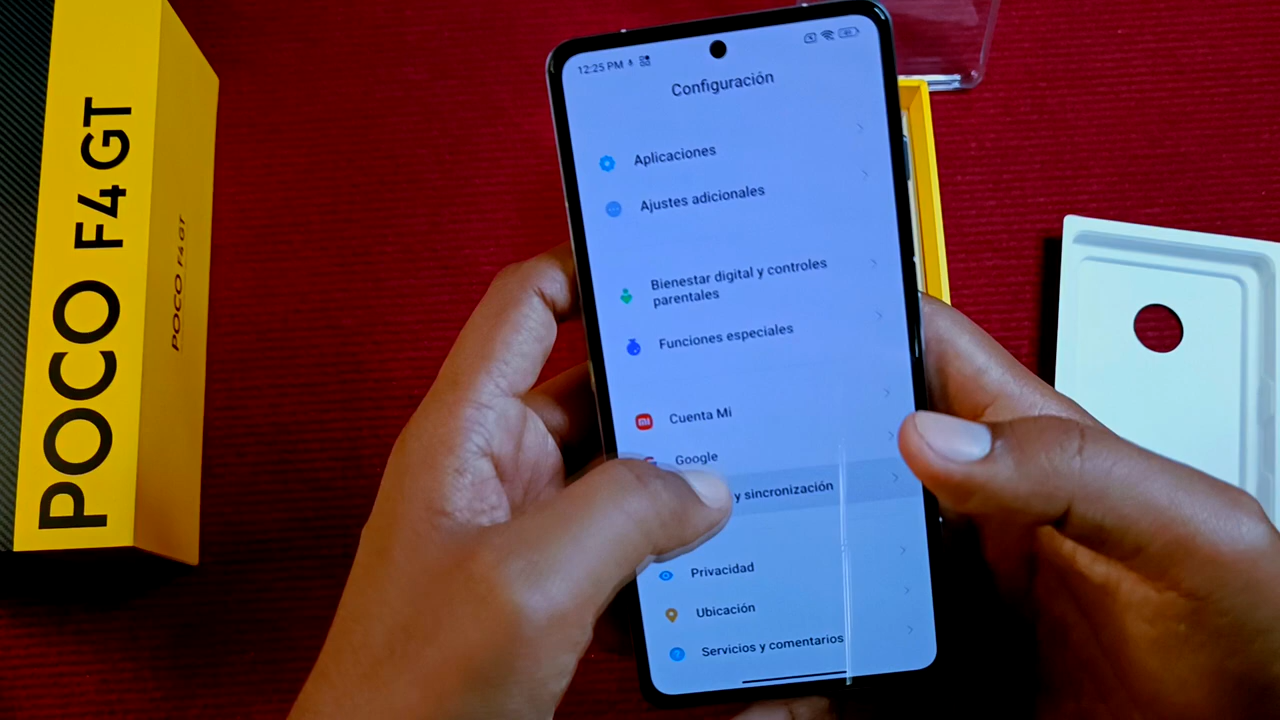 POCO F4 GT
POCO F4 GT
12:25 PM
Configuración
Aplicaciones
Ajustes adicionales
Bienestar digital y controles
parentales
Funciones especiales
mi
Cuenta Mi
Google
y sincronización
Privacidad
Ubicación
Servicios y comentarios